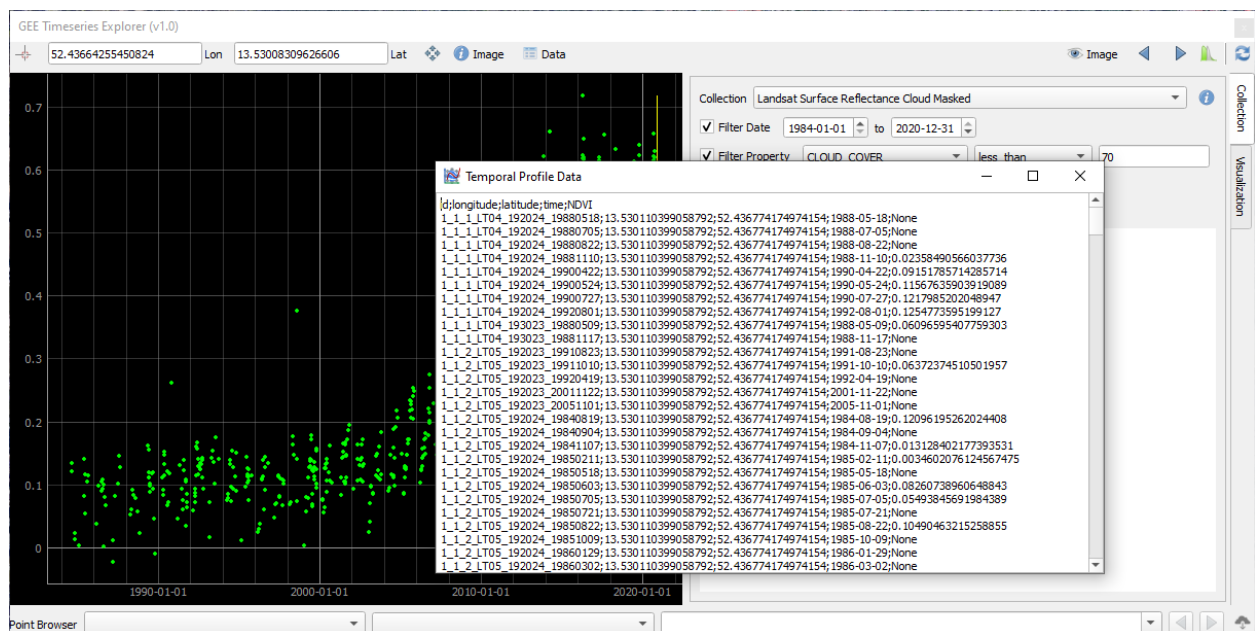 GEE Timeseries Explorer (v1.0)
52.43664255450824 Lon 13.53008309626606 Lat Image Data Image
Collection Landsat Surface Reflectance Cloud Masked
Filter Date 1984-01-01 to 2020-12-31
Filter Property CLOUD_COVER less than 70
Collection
Visualization
0.7
0.6
0.5
0.4
0.3
0.2
0.1
0
1990-01-01 2000-01-01 2010-01-01 2020-01-01
Temporal Profile Data
id;longitude;latitude;time;NDVI
1_1_1_LT04_192024_19880518;13.530110399058792;52.436774174974154;1988-05-18;None
1_1_1_LT04_192024_19880705;13.530110399058792;52.436774174974154;1988-07-05;None
1_1_1_LT04_192024_19880822;13.530110399058792;52.436774174974154;1988-08-22;None
1_1_1_LT04_192024_19881110;13.530110399058792;52.436774174974154;1988-11-10;0.02358490566037736
1_1_1_LT04_192024_19900422;13.530110399058792;52.436774174974154;1990-04-22;0.09151785714285714
1_1_1_LT04_192024_19900524;13.530110399058792;52.436774174974154;1990-05-24;0.11567635903919089
1_1_1_LT04_192024_19900727;13.530110399058792;52.436774174974154;1990-07-27;0.1217985202048947
1_1_1_LT04_192024_19920801;13.530110399058792;52.436774174974154;1992-08-01;0.1254773595199127
1_1_1_LT04_193023_19880509;13.530110399058792;52.436774174974154;1988-05-09;0.06096595407759303
1_1_1_LT04_193023_19881117;13.530110399058792;52.436774174974154;1988-11-17;None
1_1_2_LT05_192023_19910823;13.530110399058792;52.436774174974154;1991-08-23;None
1_1_2_LT05_192023_19911010;13.530110399058792;52.436774174974154;1991-10-10;0.06372374510501957
1_1_2_LT05_192023_19920419;13.530110399058792;52.436774174974154;1992-04-19;None
1_1_2_LT05_192023_20011122;13.530110399058792;52.436774174974154;2001-11-22;None
1_1_2_LT05_192023_20051101;13.530110399058792;52.436774174974154;2005-11-01;None
1_1_2_LT05_192024_19840819;13.530110399058792;52.436774174974154;1984-08-19;0.12096195262024408
1_1_2_LT05_192024_19840904;13.530110399058792;52.436774174974154;1984-09-04;None
1_1_2_LT05_192024_19841107;13.530110399058792;52.436774174974154;1984-11-07;0.013128402177393531
1_1_2_LT05_192024_19850211;13.530110399058792;52.436774174974154;1985-02-11;0.0034602076124567475
1_1_2_LT05_192024_19850518;13.530110399058792;52.436774174974154;1985-05-18;None
1_1_2_LT05_192024_19850603;13.530110399058792;52.436774174974154;1985-06-03;0.08260738960648843
1_1_2_LT05_192024_19850705;13.530110399058792;52.436774174974154;1985-07-05;0.05493845691984389
1_1_2_LT05_192024_19850721;13.530110399058792;52.436774174974154;1985-07-21;None
1_1_2_LT05_192024_19850822;13.530110399058792;52.436774174974154;1985-08-22;0.10490463215258855
1_1_2_LT05_192024_19851009;13.530110399058792;52.436774174974154;1985-10-09;None
1_1_2_LT05_192024_19860129;13.530110399058792;52.436774174974154;1986-01-29;None
1_1_2_LT05_192024_19860302;13.530110399058792;52.436774174974154;1986-03-02;None
Point Browser